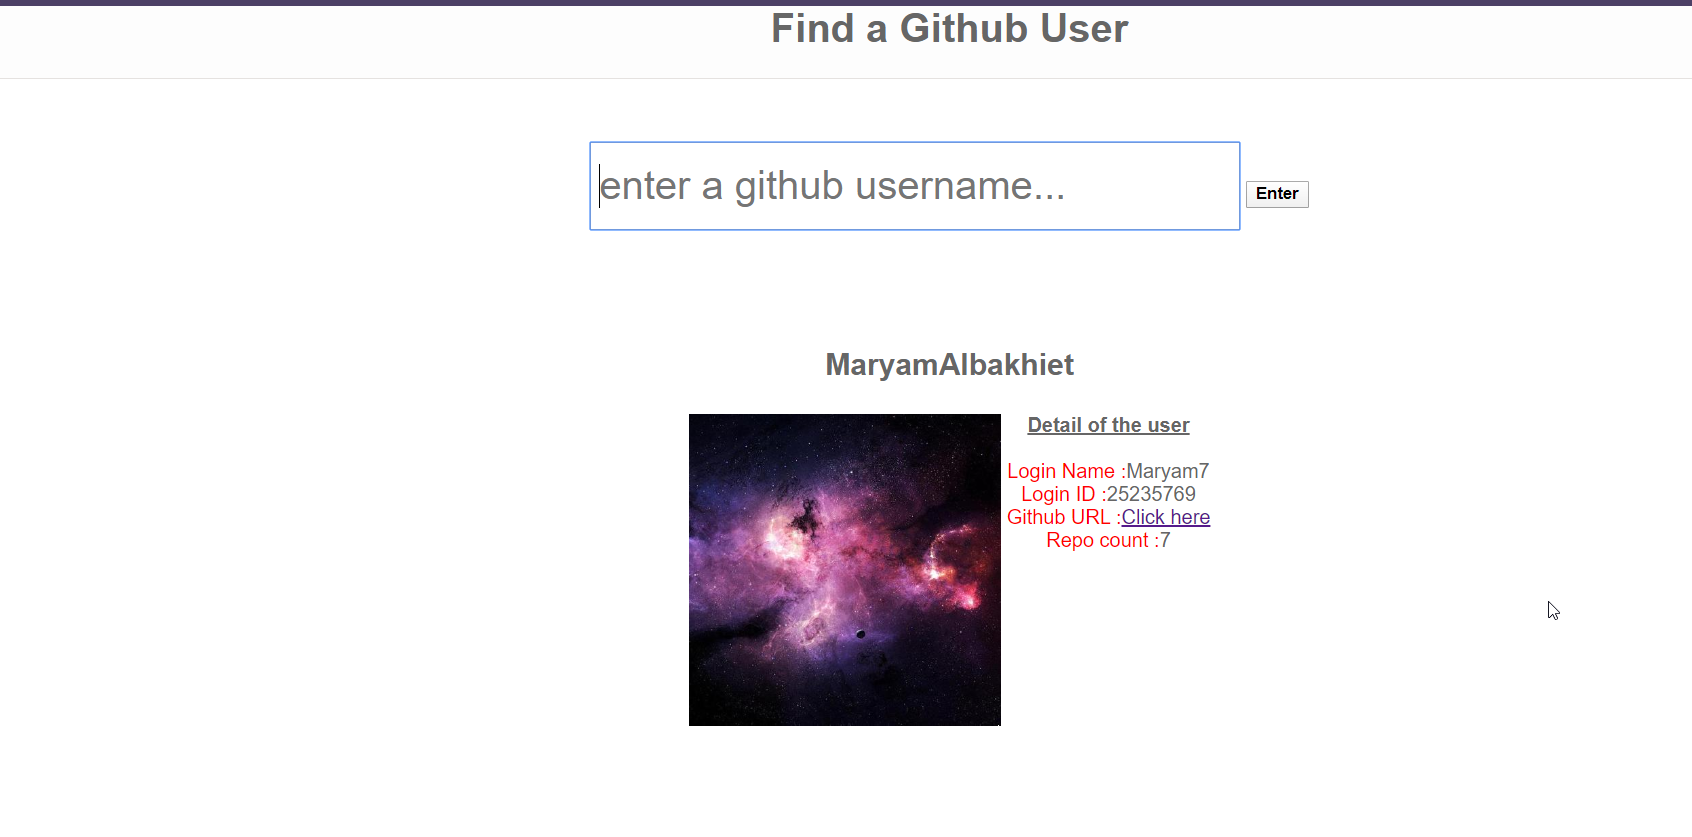 Find a Github User
enter a github username...
Enter
MaryamAlbakhiet
Detail of the user
Login Name :Maryam7
Login ID :25235769
Github URL :Click here
Repo count :7